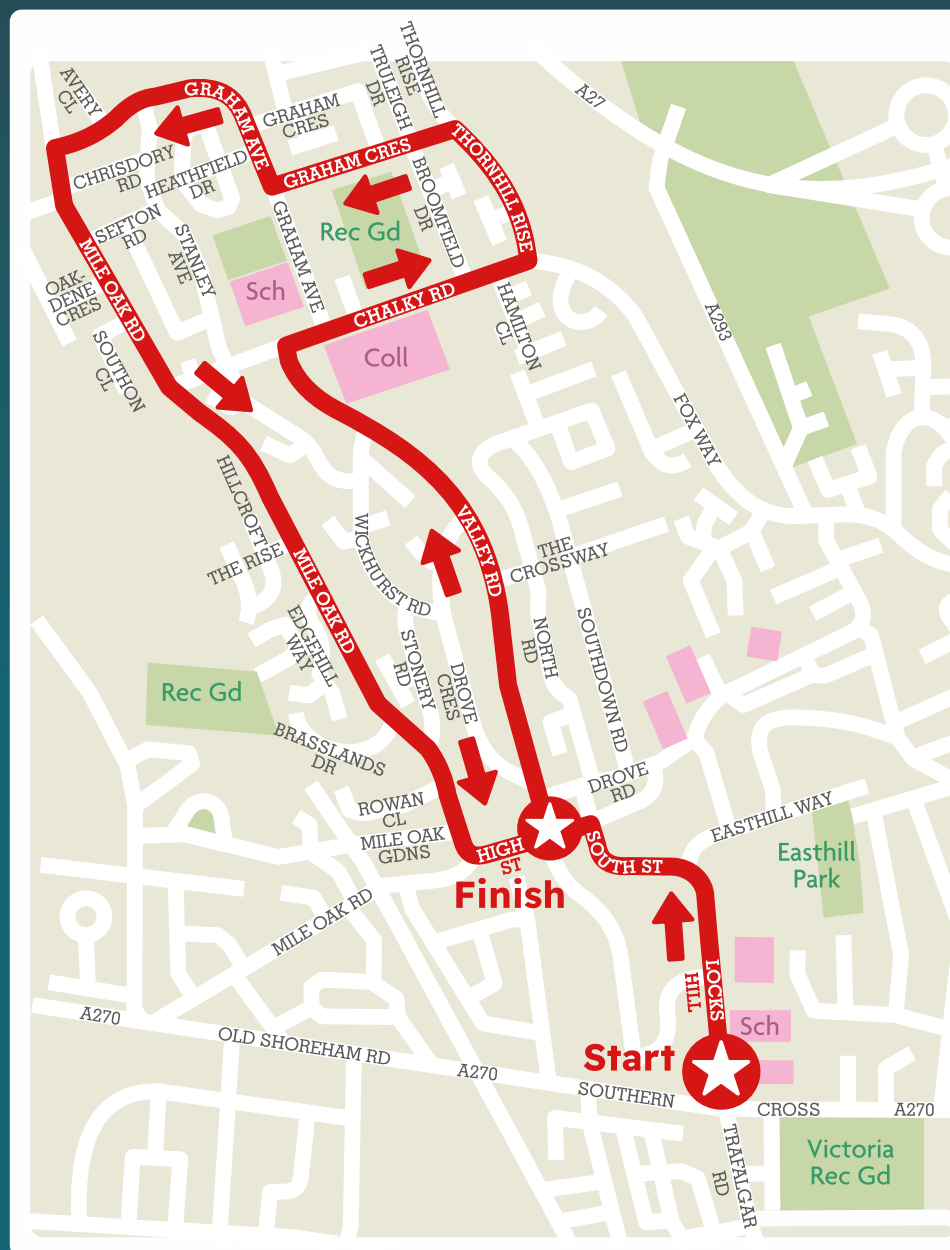 THORNHILL
RISE
TRULEIGH
DR
AVERY
CL
A27
GRAHAM AVE
GRAHAM
CRES
GRAHAM CRES
THORNHILL RISE
CHRISDORY
RD
HEATHFIELD
DR
BROOMFIELD
DR
SEFTON
RD
STANLEY
AVE
GRAHAM AVE
Rec Gd
MILE OAK RD
OAK-
DENE
CRES
Sch
CHALKY RD
HAMILTON
CL
A293
SOUTHON
CL
Coll
FOX WAY
HILLCROFT
THE RISE
WICKHURST RD
VALLEY RD
THE
CROSSWAY
MILE OAK RD
EDGEHILL
WAY
STONERY
RD
NORTH
RD
SOUTHDOWN RD
DROVE
CRES
Rec Gd
BRASSLANDS
DR
DROVE
RD
ROWAN
CL
MILE OAK
GDNS
HIGH
ST
SOUTH ST
EASTHILL WAY
Easthill
Park
Finish
MILE OAK RD
LOCKS
HILL
A270
OLD SHOREHAM RD
A270
Sch
Start
SOUTHERN
CROSS
A270
TRAFALGAR
RD
Victoria
Rec Gd